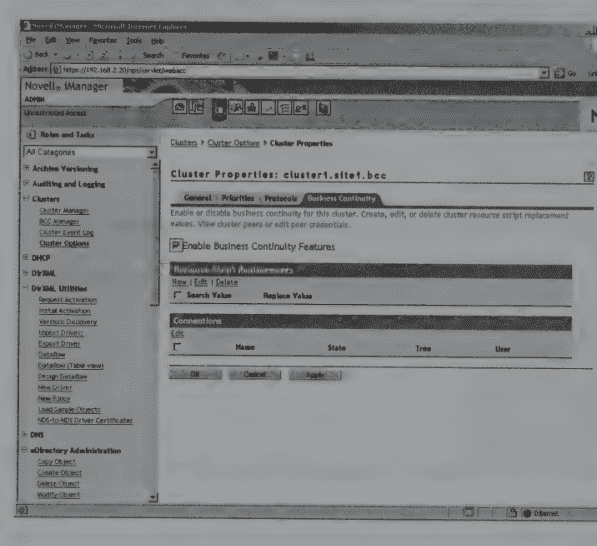 Novell iManager - Microsoft Internet Explorer
File Edit View Favorites Tools Help
Back Search Favorites
Address https://192.168.2.20/nps/servlet/webacc Go
Novell® iManager
ADMIN
Unrestricted Access
Roles and Tasks
All Categories
Archive Versioning
Auditing and Logging
Clusters
Cluster Manager
BCC Manager
Cluster Event Log
Cluster Options
DHCP
DirXML
DirXML Utilities
Request Activation
Install Activation
Version Discovery
Import Drivers
Export Driver
Dataflow
Dataflow (Table view)
Design Dataflow
New Driver
New Policy
Load Sample Objects
NDS-to-NDS Driver Certificates
DNS
eDirectory Administration
Copy Object
Create Object
Delete Object
Modify Object
Clusters Cluster Options Cluster Properties
Cluster Properties: cluster1.site1.bcc
General Priorities Protocols Business Continuity
Enable or disable business continuity for this cluster. Create, edit, or delete cluster resource script replacement
values. View cluster peers or edit peer credentials.
Enable Business Continuity Features
Resource Script Replacements
New | Edit | Delete
Search Value Replace Value
Connections
Edit
Name State Tree User
OK Cancel Apply
Internet